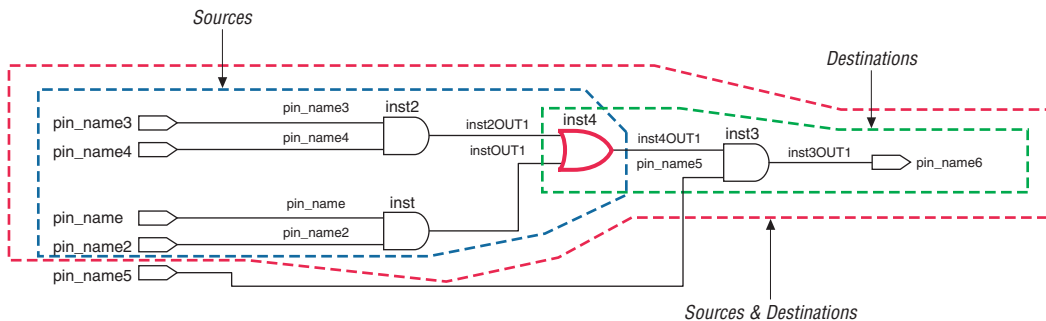 Sources
Destinations
pin_name3
pin_name3
inst2
pin_name4
pin_name4
inst2OUT1
inst4
instOUT1
inst4OUT1
inst3
pin_name5
inst3OUT1
pin_name6
pin_name
pin_name
inst
pin_name2
pin_name2
pin_name5
Sources & Destinations